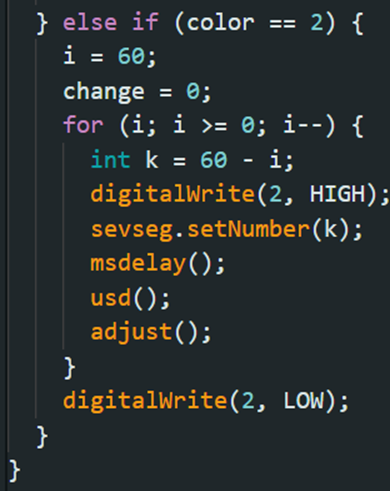 } else if (color == 2) {
i = 60;
change = 0;
for (i; i >= 0; i--) {
int k = 60 - i;
digitalWrite(2, HIGH);
sevseg.setNumber(k);
msdelay();
usd();
adjust();
}
digitalWrite(2, LOW);
}
}